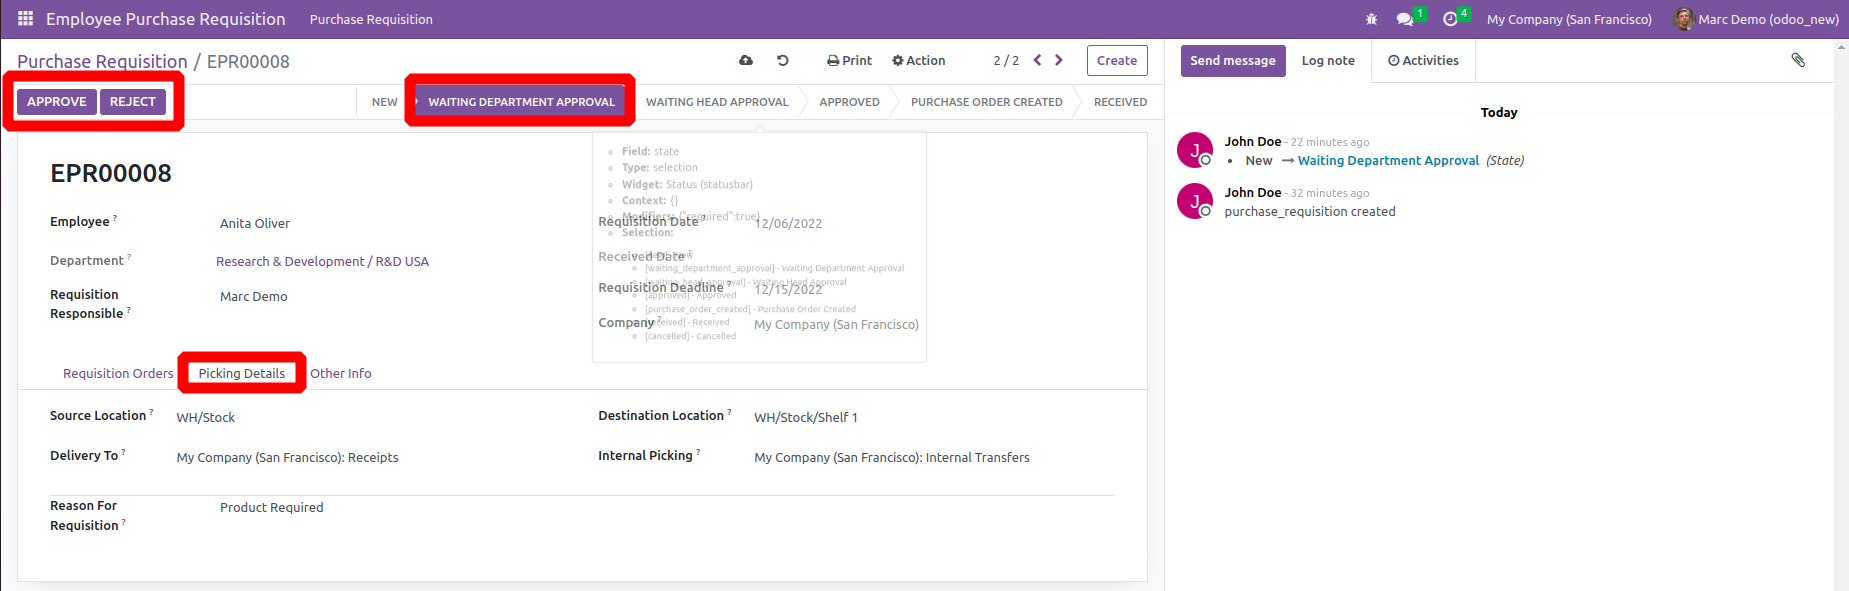 Employee Purchase Requisition Purchase Requisition 1 4 My Company (San Francisco) Marc Demo (odoo_new)
Purchase Requisition / EPR00008 Print Action 2 / 2 Create
APPROVE REJECT NEW WAITING DEPARTMENT APPROVAL WAITING HEAD APPROVAL APPROVED PURCHASE ORDER CREATED RECEIVED
EPR00008
Employee ? Anita Oliver
Department ? Research & Development / R&D USA
Requisition
Responsible ? Marc Demo
Field: state
Type: selection
Widget: Status (statusbar)
Context: {}
Modifiers: {"required":true}
Selection:
[waiting_department_approval] - Waiting Department Approval
[waiting_head_approval] - Waiting Head Approval
[approved] - Approved
[purchase_order_created] - Purchase Order Created
[received] - Received
[cancelled] - Cancelled
Requisition Date ? 12/06/2022
Received Date ?
Requisition Deadline ? 12/15/2022
Company ? My Company (San Francisco)
Requisition Orders Picking Details Other Info
Source Location ? WH/Stock Destination Location ? WH/Stock/Shelf 1
Delivery To ? My Company (San Francisco): Receipts Internal Picking ? My Company (San Francisco): Internal Transfers
Reason For
Requisition ? Product Required
Send message Log note Activities
Today
J John Doe - 22 minutes ago
New → Waiting Department Approval (State)
J John Doe - 32 minutes ago
purchase_requisition created